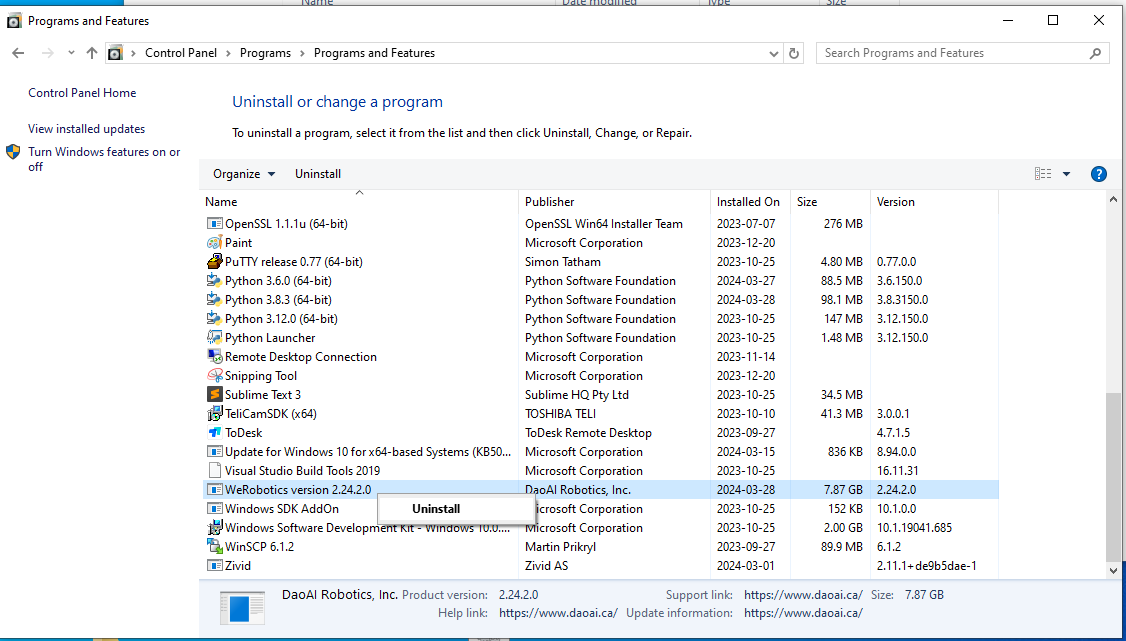 Name Date modified Type Size
Programs and Features
Control Panel Programs Programs and Features Search Programs and Features
Control Panel Home
View installed updates
Turn Windows features on or
off
Uninstall or change a program
To uninstall a program, select it from the list and then click Uninstall, Change, or Repair.
Organize Uninstall
Name Publisher Installed On Size Version
OpenSSL 1.1.1u (64-bit) OpenSSL Win64 Installer Team 2023-07-07 276 MB
Paint Microsoft Corporation 2023-12-20
PuTTY release 0.77 (64-bit) Simon Tatham 2023-10-25 4.80 MB 0.77.0.0
Python 3.6.0 (64-bit) Python Software Foundation 2024-03-27 88.5 MB 3.6.150.0
Python 3.8.3 (64-bit) Python Software Foundation 2024-03-28 98.1 MB 3.8.3150.0
Python 3.12.0 (64-bit) Python Software Foundation 2023-10-25 147 MB 3.12.150.0
Python Launcher Python Software Foundation 2023-10-25 1.48 MB 3.12.150.0
Remote Desktop Connection Microsoft Corporation 2023-11-14
Snipping Tool Microsoft Corporation 2023-12-20
Sublime Text 3 Sublime HQ Pty Ltd 2023-10-25 34.5 MB
TeliCamSDK (x64) TOSHIBA TELI 2023-10-10 41.3 MB 3.0.0.1
ToDesk ToDesk Remote Desktop 2023-09-27 4.7.1.5
Update for Windows 10 for x64-based Systems (KB50... Microsoft Corporation 2024-03-15 836 KB 8.94.0.0
Visual Studio Build Tools 2019 Microsoft Corporation 2023-10-25 16.11.31
WeRobotics version 2.24.2.0 DaoAI Robotics, Inc. 2024-03-28 7.87 GB 2.24.2.0
Windows SDK AddOn Uninstall Corporation 2023-10-25 152 KB 10.1.0.0
Windows Software Development Kit - Windows 10.0.... Microsoft Corporation 2023-10-25 2.00 GB 10.1.19041.685
WinSCP 6.1.2 Martin Prikryl 2023-09-27 89.9 MB 6.1.2
Zivid Zivid AS 2024-03-01 2.11.1+de9b5dae-1
DaoAI Robotics, Inc. Product version: 2.24.2.0 Support link: https://www.daoai.ca/ Size: 7.87 GB
Help link: https://www.daoai.ca/ Update information: https://www.daoai.ca/